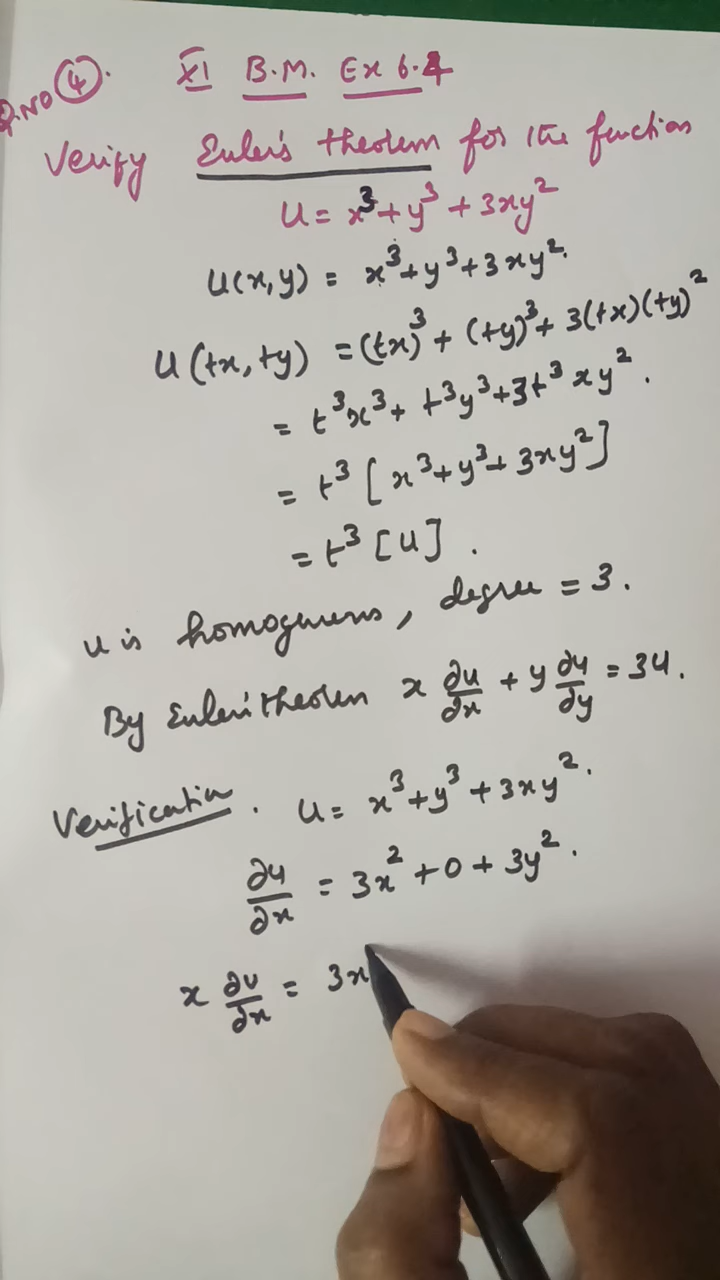 Q.NO ④. XI B.M. Ex 6.4
Verify Euler's theorem for the function
u = x³ + y³ + 3xy²
u(x,y) = x³ + y³ + 3xy².
u(tx, ty) = (tx)³ + (ty)³ + 3(tx)(ty)²
= t³x³ + t³y³ + 3t³xy².
= t³ [x³ + y³ + 3xy²]
= t³ [u].
u is homogeneous, degree = 3.
By Euler's theorem x ∂u/∂x + y ∂u/∂y = 3u.
Verification. u = x³ + y³ + 3xy².
∂u/∂x = 3x² + 0 + 3y².
x ∂u/∂x = 3x